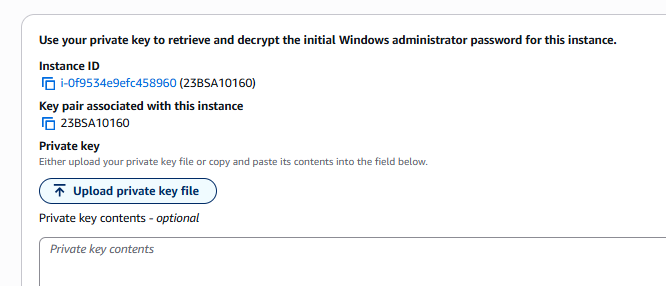 Use your private key to retrieve and decrypt the initial Windows administrator password for this instance.
Instance ID
i-0f9534e9efc458960 (23BSA10160)
Key pair associated with this instance
23BSA10160
Private key
Either upload your private key file or copy and paste its contents into the field below.
Upload private key file
Private key contents - optional
Private key contents